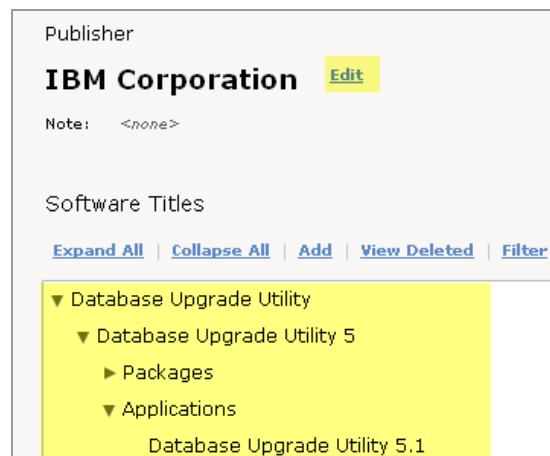 Publisher
IBM Corporation Edit
Note: <none>
Software Titles
Expand All | Collapse All | Add | View Deleted | Filter
▼ Database Upgrade Utility
▼ Database Upgrade Utility 5
► Packages
▼ Applications
Database Upgrade Utility 5.1